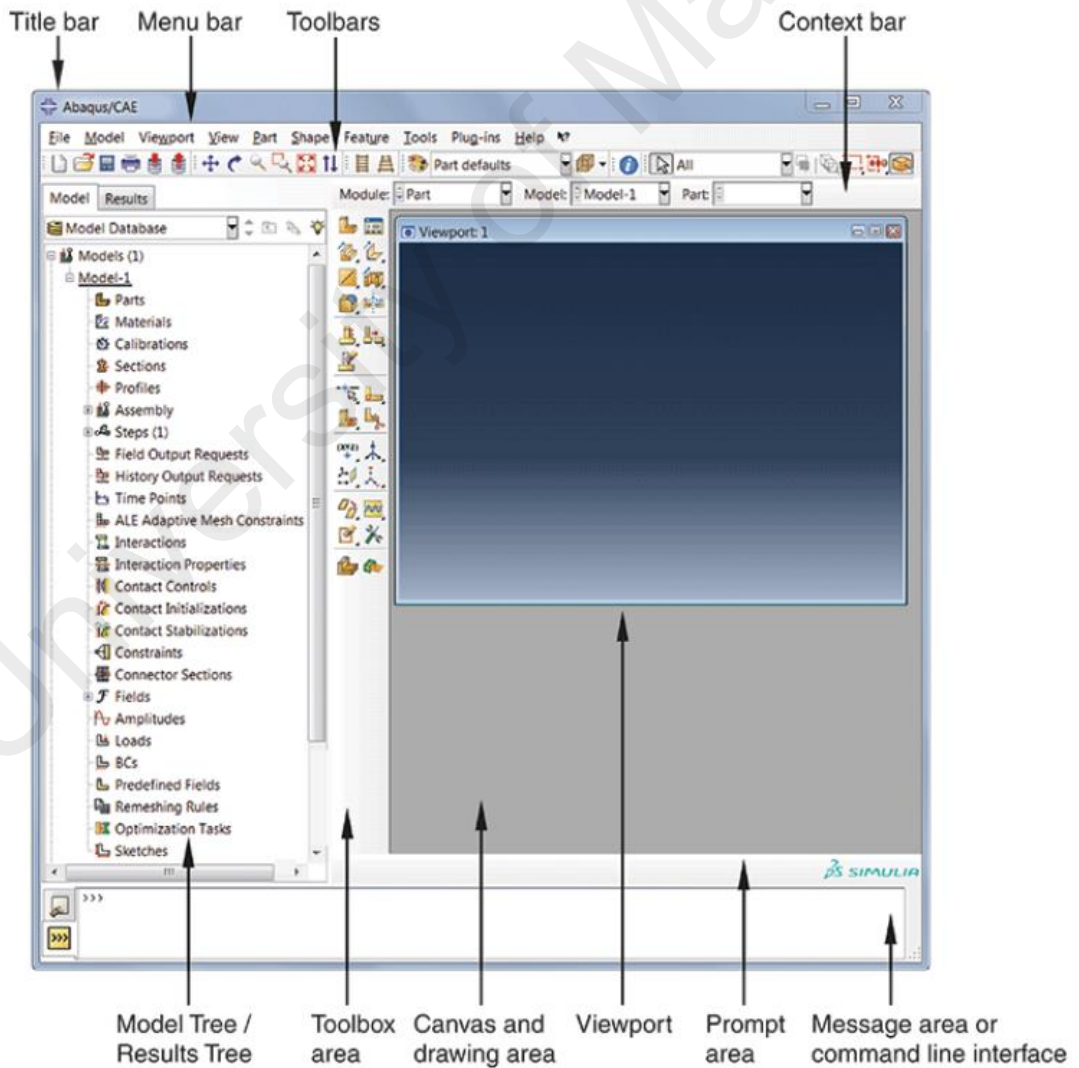 Title bar Menu bar Toolbars Context bar
Abaqus/CAE
File Model Viewport View Part Shape Feature Tools Plug-ins Help
Part defaults All
Model Results Module: Part Model: Model-1 Part:
Model Database
Viewport: 1
Models (1)
Model-1
Parts
Materials
Calibrations
Sections
Profiles
Assembly
Steps (1)
Field Output Requests
History Output Requests
Time Points
ALE Adaptive Mesh Constraints
Interactions
Interaction Properties
Contact Controls
Contact Initializations
Contact Stabilizations
Constraints
Connector Sections
Fields
Amplitudes
Loads
BCs
Predefined Fields
Remeshing Rules
Optimization Tasks
Sketches
SIMULIA
>>>
>>>
Model Tree / Toolbox Canvas and Viewport Prompt Message area or
Results Tree area drawing area area command line interface
University of Ma